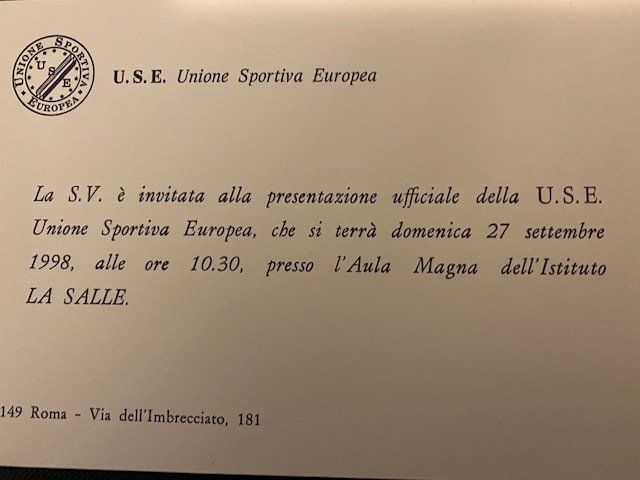 UNIONE SPORTIVA
U S E
EUROPEA
U.S.E. Unione Sportiva Europea
La S.V. è invitata alla presentazione ufficiale della U.S.E.
Unione Sportiva Europea, che si terrà domenica 27 settembre
1998, alle ore 10.30, presso l'Aula Magna dell'Istituto
LA SALLE.
149 Roma - Via dell'Imbrecciato, 181